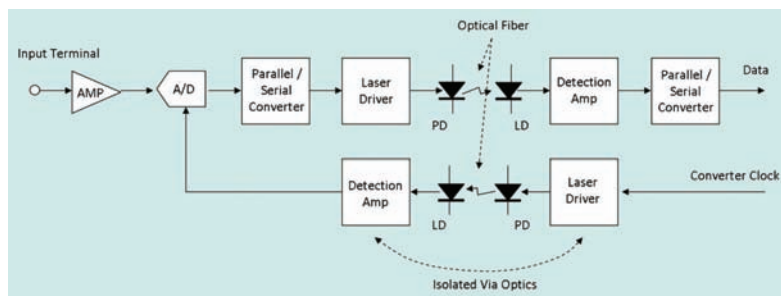 Optical Fiber
Input Terminal
AMP
A/D
Parallel /
Serial
Converter
Laser
Driver
PD
LD
Detection
Amp
Parallel /
Serial
Converter
Data
Detection
Amp
LD
PD
Laser
Driver
Converter Clock
Isolated Via Optics